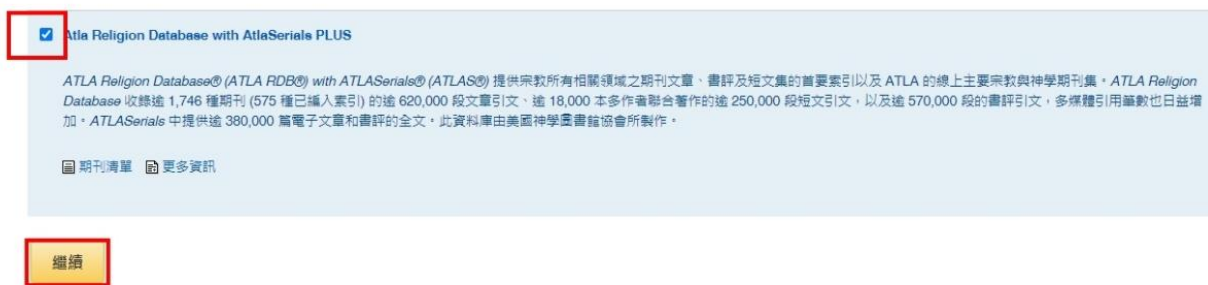 Atla Religion Database with AtlaSerials PLUS
ATLA Religion Database® (ATLA RDB®) with ATLASerials® (ATLAS®) 提供宗教所有相關領域之期刊文章、書評及短文集的首要索引以及 ATLA 的線上主要宗教與神學期刊集。ATLA Religion
Database 收錄逾 1,746 種期刊 (575 種已編入索引) 的逾 620,000 段文章引文、逾 18,000 本多作者聯合著作的逾 250,000 段短文引文，以及逾 570,000 段的書評引文，多媒體引用筆數也日益增
加。ATLASerials 中提供逾 380,000 篇電子文章和書評的全文。此資料庫由美國神學圖書館協會所製作。
期刊清單 更多資訊
繼續